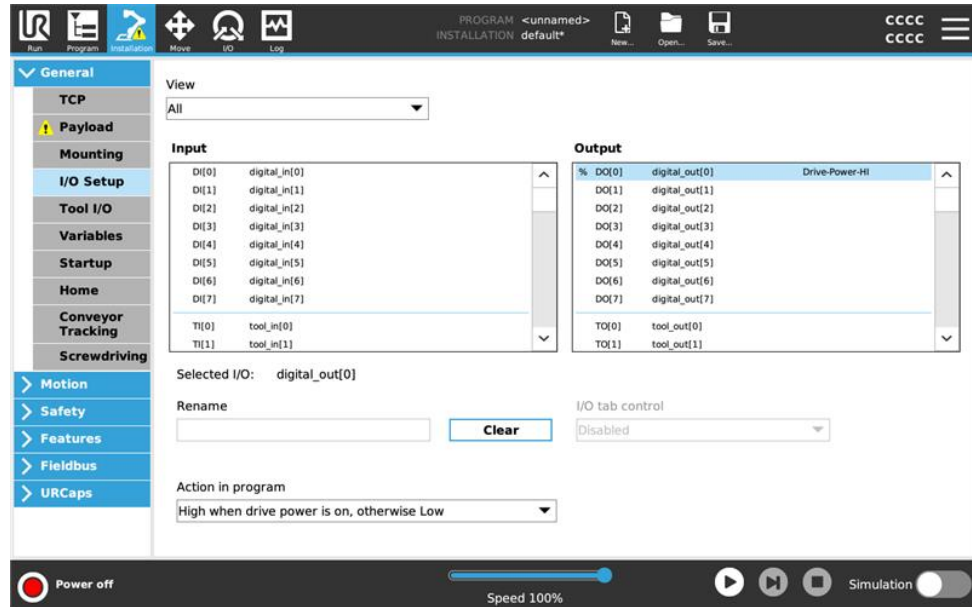 UR
PROGRAM <unnamed>
INSTALLATION default*
cccc
cccc
Run Program Installation Move I/O Log New... Open... Save...
General
TCP
Payload
Mounting
I/O Setup
Tool I/O
Variables
Startup
Home
Conveyor
Tracking
Screwdriving
Motion
Safety
Features
Fieldbus
URCaps
View
All
Input
DI[0] digital_in[0]
DI[1] digital_in[1]
DI[2] digital_in[2]
DI[3] digital_in[3]
DI[4] digital_in[4]
DI[5] digital_in[5]
DI[6] digital_in[6]
DI[7] digital_in[7]
TI[0] tool_in[0]
TI[1] tool_in[1]
Output
% DO[0] digital_out[0] Drive-Power-HI
DO[1] digital_out[1]
DO[2] digital_out[2]
DO[3] digital_out[3]
DO[4] digital_out[4]
DO[5] digital_out[5]
DO[6] digital_out[6]
DO[7] digital_out[7]
TO[0] tool_out[0]
TO[1] tool_out[1]
Selected I/O: digital_out[0]
Rename
Clear
I/O tab control
Disabled
Action in program
High when drive power is on, otherwise Low
Power off
Speed 100%
Simulation